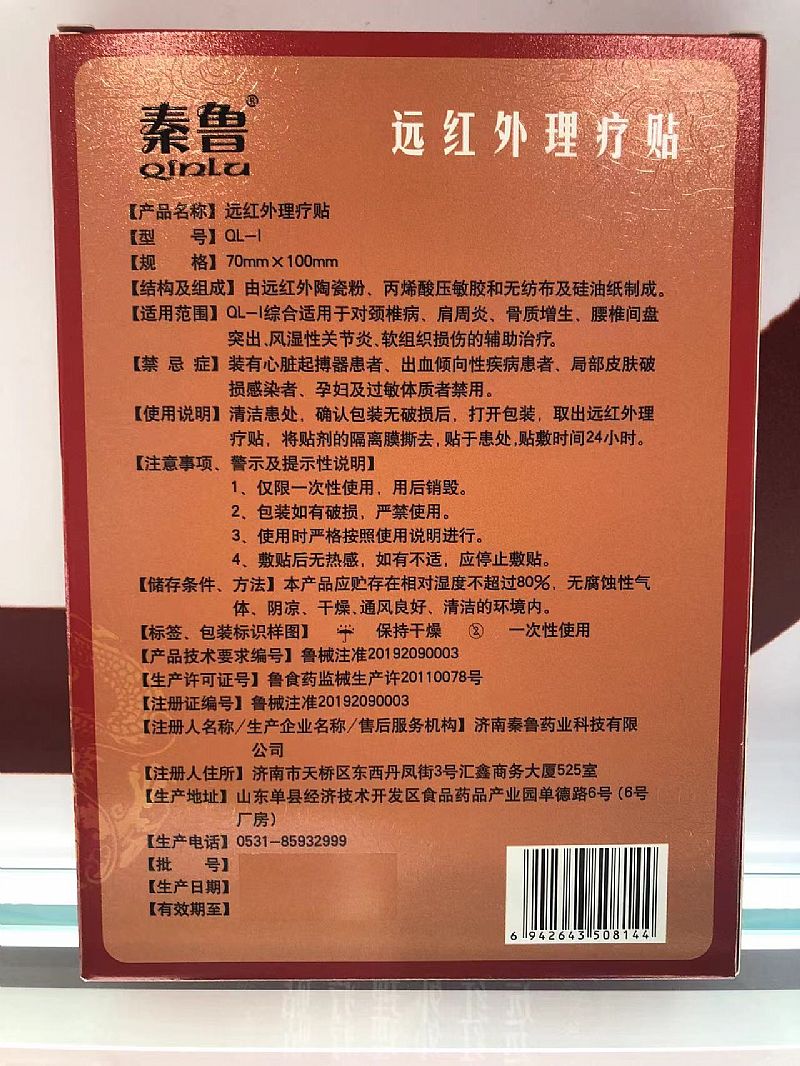 秦鲁®
QinLu
远红外理疗贴
【产品名称】远红外理疗贴
【型 号】QL-I
【规 格】70mm×100mm
【结构及组成】由远红外陶瓷粉、丙烯酸压敏胶和无纺布及硅油纸制成。
【适用范围】QL-I综合适用于对颈椎病、肩周炎、骨质增生、腰椎间盘
突出、风湿性关节炎、软组织损伤的辅助治疗。
【禁 忌 症】装有心脏起搏器患者、出血倾向性疾病患者、局部皮肤破
损感染者、孕妇及过敏体质者禁用。
【使用说明】清洁患处，确认包装无破损后，打开包装，取出远红外理
疗贴，将贴剂的隔离膜撕去，贴于患处，贴敷时间24小时。
【注意事项、警示及提示性说明】
1、仅限一次性使用，用后销毁。
2、包装如有破损，严禁使用。
3、使用时严格按照使用说明进行。
4、敷贴后无热感，如有不适，应停止敷贴。
【储存条件、方法】本产品应贮存在相对湿度不超过80%，无腐蚀性气
体、阴凉、干燥、通风良好、清洁的环境内。
【标签、包装标识样图】 保持干燥 一次性使用
【产品技术要求编号】鲁械注准20192090003
【生产许可证号】鲁食药监械生产许20110078号
【注册证编号】鲁械注准20192090003
【注册人名称/生产企业名称/售后服务机构】济南秦鲁药业科技有限
公司
【注册人住所】济南市天桥区东西丹凤街3号汇鑫商务大厦525室
【生产地址】山东单县经济技术开发区食品药品产业园单德路6号（6号
厂房）
【生产电话】0531-85932999
【批 号】
【生产日期】
【有效期至】
6 942643 508144